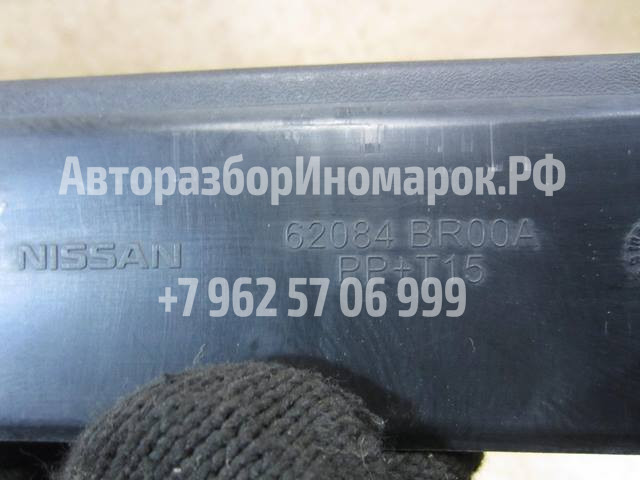 АвторазборИномарок.РФ
62084 BR00A
NISSAN
PP+T15
+7 962 57 06 999